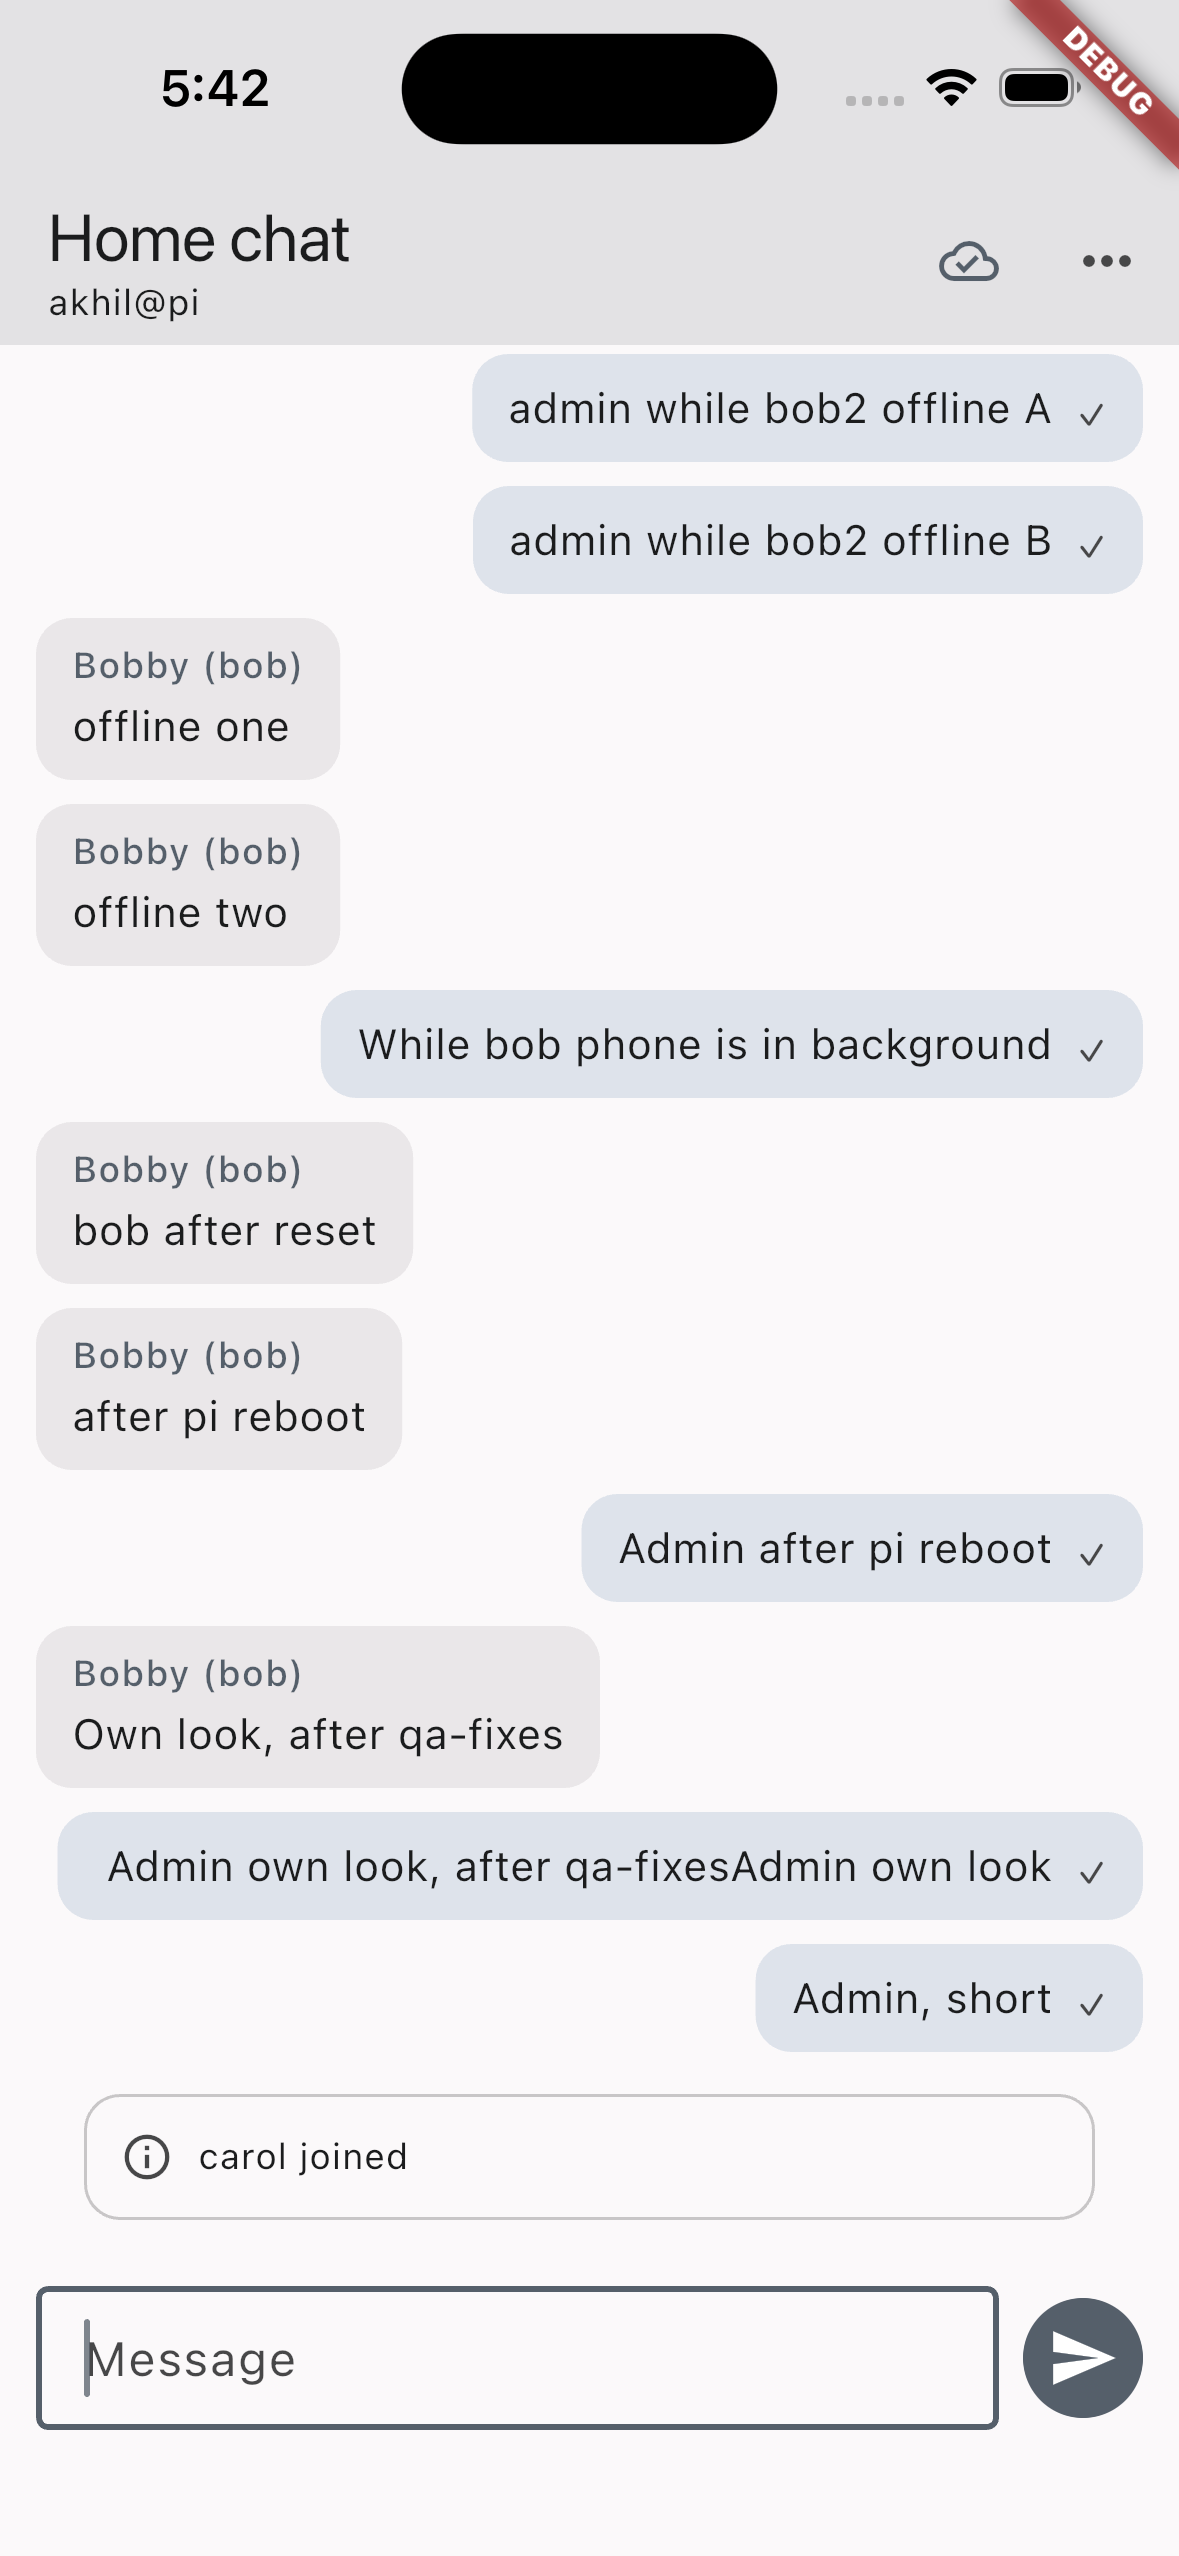 5:42
DEBUG
Home chat
akhil@pi
admin while bob2 offline A
admin while bob2 offline B
Bobby (bob)
offline one
Bobby (bob)
offline two
While bob phone is in background
Bobby (bob)
bob after reset
Bobby (bob)
after pi reboot
Admin after pi reboot
Bobby (bob)
Own look, after qa-fixes
Admin own look, after qa-fixesAdmin own look
Admin, short
carol joined
Message